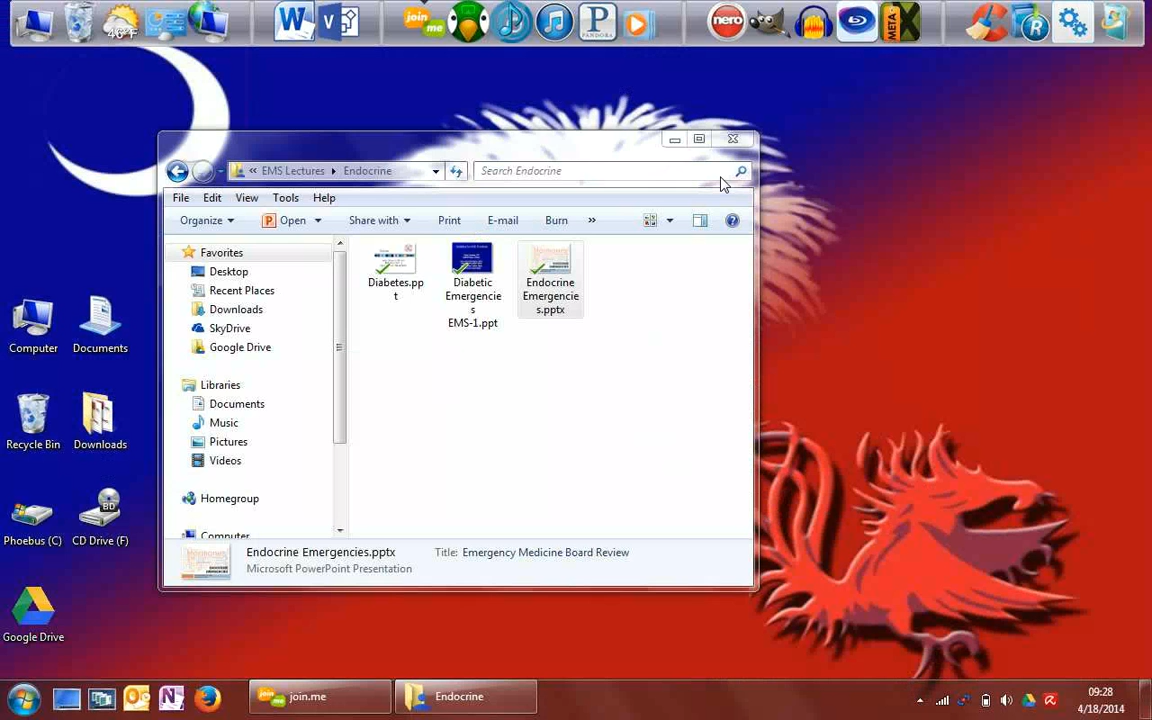 join
me
46°F
PANDORA
nero
META
« EMS Lectures Endocrine
Search Endocrine
File Edit View Tools Help
Organize Open Share with Print E-mail Burn »
Favorites
Desktop
Recent Places
Downloads
SkyDrive
Google Drive
Libraries
Documents
Music
Pictures
Videos
Homegroup
Computer
Diabetes.pp
t
Diabetic
Emergencie
s
EMS-1.ppt
Endocrine
Emergencie
s.pptx
Endocrine Emergencies.pptx Title: Emergency Medicine Board Review
Microsoft PowerPoint Presentation
Computer
Documents
Recycle Bin
Downloads
Phoebus (C)
BD
CD Drive (F)
Google Drive
join.me
Endocrine
09:28
4/18/2014